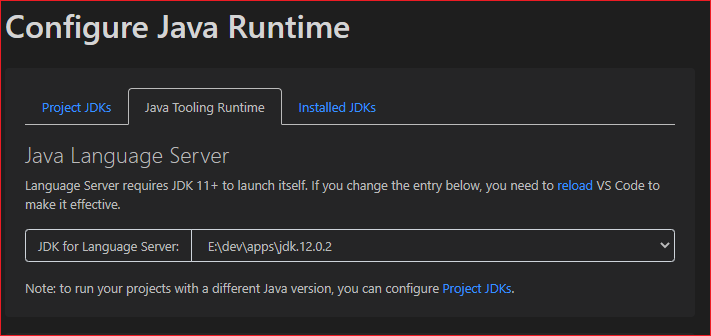 Configure Java Runtime
Project JDKs
Java Tooling Runtime
Installed JDKs
Java Language Server
Language Server requires JDK 11+ to launch itself. If you change the entry below, you need to reload VS Code to
make it effective.
JDK for Language Server:
E:\dev\apps\jdk.12.0.2
Note: to run your projects with a different Java version, you can configure Project JDKs.